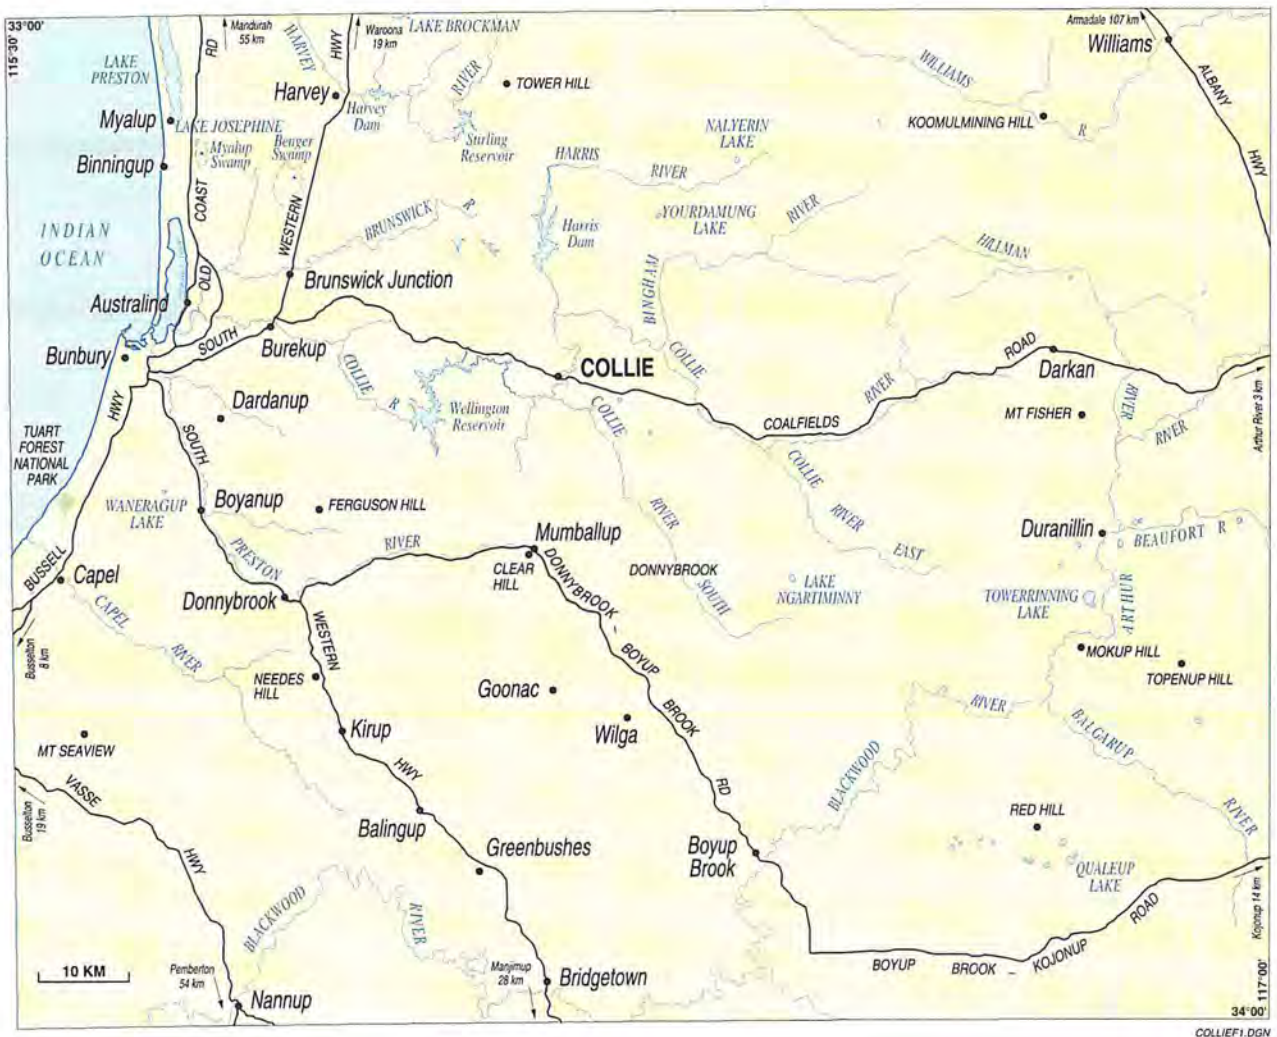 33°00'
115°30'
Mandurah
55 km
Waroona
19 km
LAKE BROCKMAN
Armadale 107 km
Williams
LAKE
PRESTON
RD
HARVEY
HWY
RIVER
TOWER HILL
WILLIAMS
ALBANY
HWY
Harvey
Harvey
Dam
Stirling
Reservoir
KOOMULMINING HILL
R
Myalup
LAKE JOSEPHINE
Myalup
Swamp
Benger
Swamp
NALYERIN
LAKE
Binningup
HARRIS
RIVER
COAST
WESTERN
BRUNSWICK
R
Harris
Dam
YOURDAMUNG
LAKE
RIVER
INDIAN
OCEAN
HILLMAN
OLD
Brunswick Junction
BINGHAM
Australind
SOUTH
Burekup
Bunbury
COLLIE
R
COLLIE
COLLIE
ROAD
Darkan
HWY
Dardanup
Wellington
Reservoir
COLLIE
RIVER
COALFIELDS
MT FISHER
RIVER
RIVER
Arthur River 3 km
TUART
FOREST
NATIONAL
PARK
SOUTH
COLLIE
WANERAGUP
LAKE
Boyanup
FERGUSON HILL
RIVER
RIVER
EAST
Duranillin
BEAUFORT R
PRESTON
RIVER
Mumballup
CLEAR
HILL
DONNYBROOK
BUSSELL
Capel
Donnybrook
DONNYBROOK – BOYUP BROOK RD
SOUTH
LAKE
NGARTIMINNY
TOWERRINNING
LAKE
ARTHUR
Busselton
8 km
CAPEL
RIVER
WESTERN
MOKUP HILL
TOPENUP HILL
NEEDES
HILL
Goonac
RIVER
BALGARUP
RIVER
MT SEAVIEW
Kirup
Wilga
BLACKWOOD
VASSE
HWY
HWY
Busselton
19 km
Balingup
RED HILL
Greenbushes
Boyup
Brook
QUALEUP
LAKE
BLACKWOOD
RIVER
ROAD
Kojonup 14 km
BOYUP BROOK – KOJONUP
10 KM
Pemberton
54 km
Manjimup
28 km
Bridgetown
Nannup
117°00'
34°00'
COLLIEF1.DGN